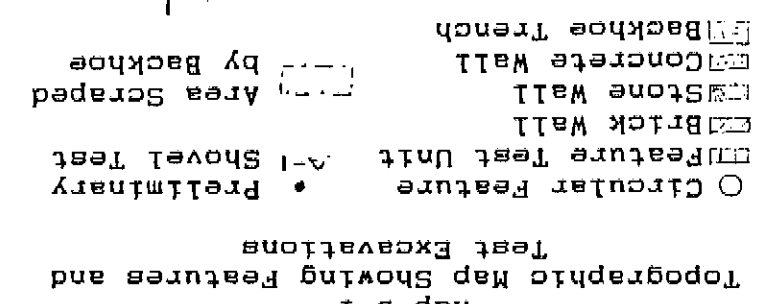 Topographic Map Showing Features and
Test Excavations
Circular Feature
Feature Test Unit
Brick Wall
Stone Wall
Concrete Wall
Backhoe Trench
Preliminary
A-1 Shovel Test
Area Scraped
by Backhoe